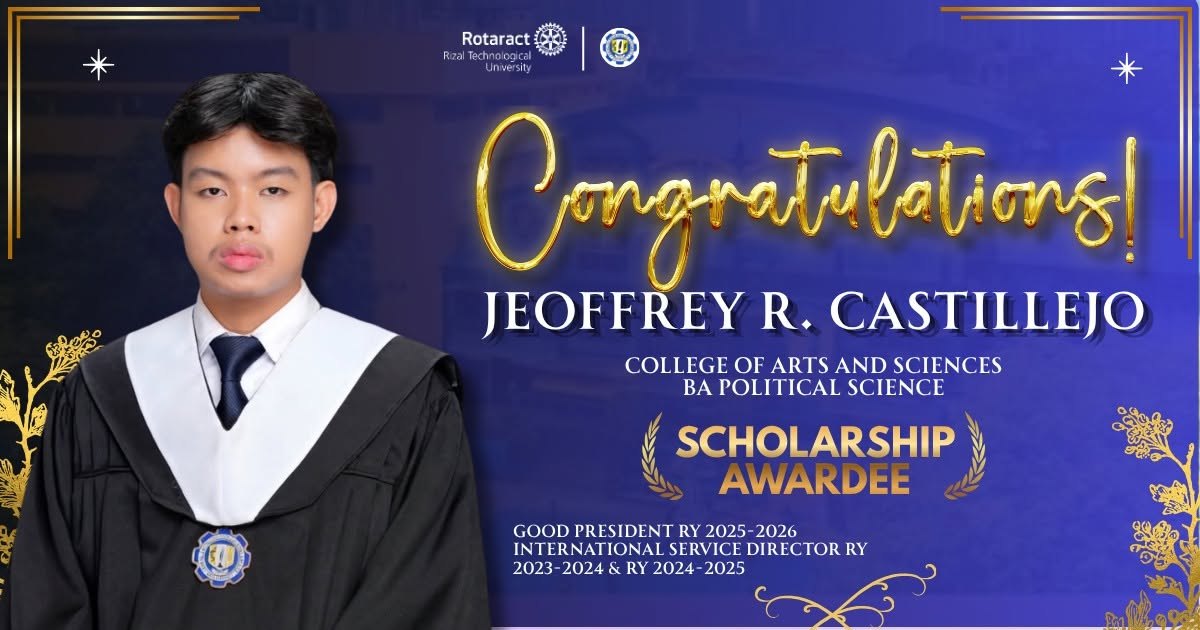 Rotaract
Rizal Technological
University
Congratulations!
JEOFFREY R. CASTILLEJO
COLLEGE OF ARTS AND SCIENCES
BA POLITICAL SCIENCE
SCHOLARSHIP
AWARDEE
GOOD PRESIDENT RY 2025-2026
INTERNATIONAL SERVICE DIRECTOR RY
2023-2024 & RY 2024-2025